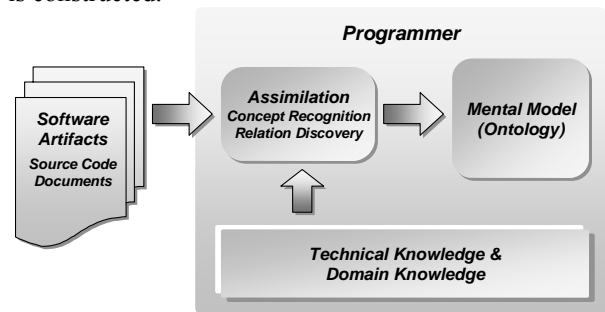 is constructed.
Programmer
Software
Artifacts
Source Code
Documents
Assimilation
Concept Recognition
Relation Discovery
Mental Model
(Ontology)
Technical Knowledge &
Domain Knowledge